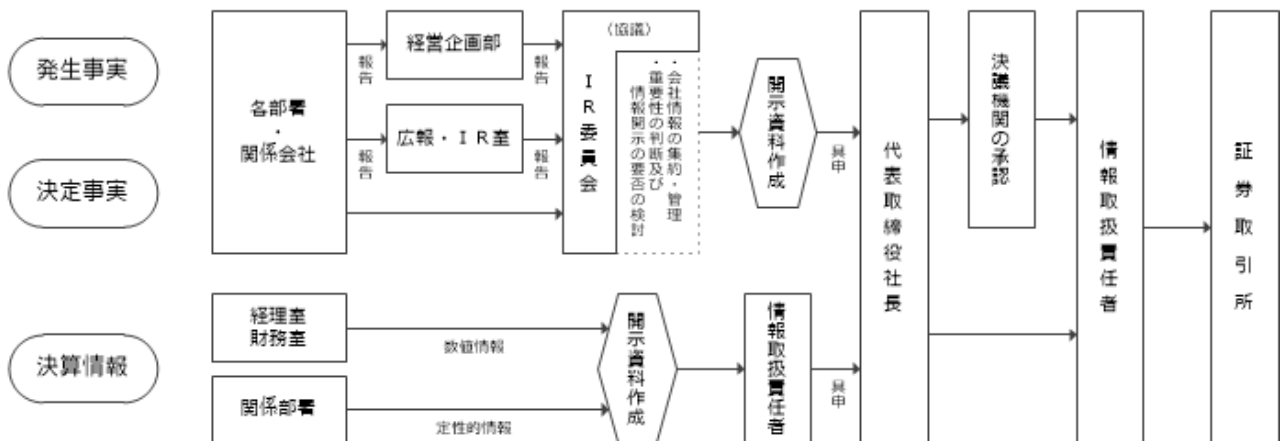 発生事実
決定事実
各部署
・
関係会社
報告
経営企画部
報告
報告
広報・ＩＲ室
報告
（協議）
ＩＲ委員会
・会社情報の集約・管理
・重要性の判断及び
情報開示の要否の検討
開示資料作成
具申
代表取締役社長
決議機関の承認
情報取扱責任者
証券取引所
決算情報
経理室
財務室
数値情報
関係部署
定性的情報
開示資料作成
情報取扱責任者
具申